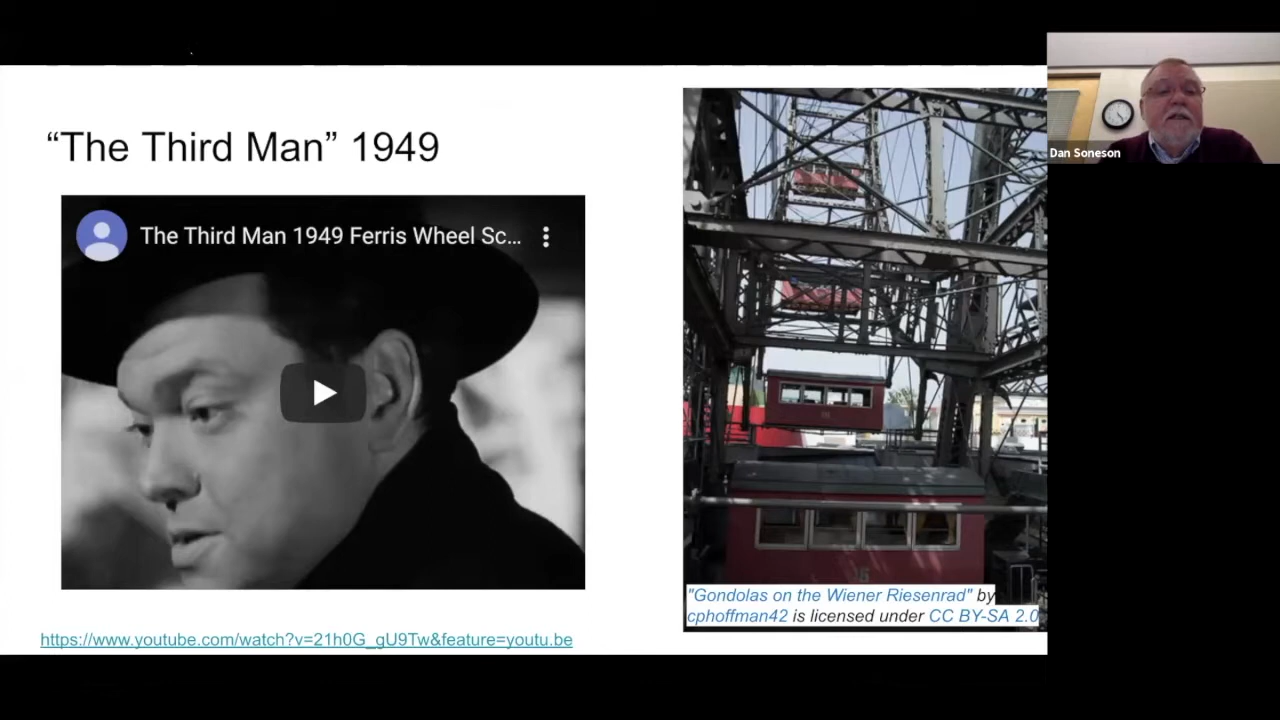 “The Third Man” 1949
The Third Man 1949 Ferris Wheel Sc...
https://www.youtube.com/watch?v=21h0G_gU9Tw&feature=youtu.be
"Gondolas on the Wiener Riesenrad" by
cphoffman42 is licensed under CC BY-SA 2.0
Dan Soneson